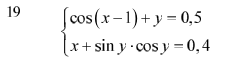 19
cos(x−1)+y=0,5
x+sin y·cos y=0,4